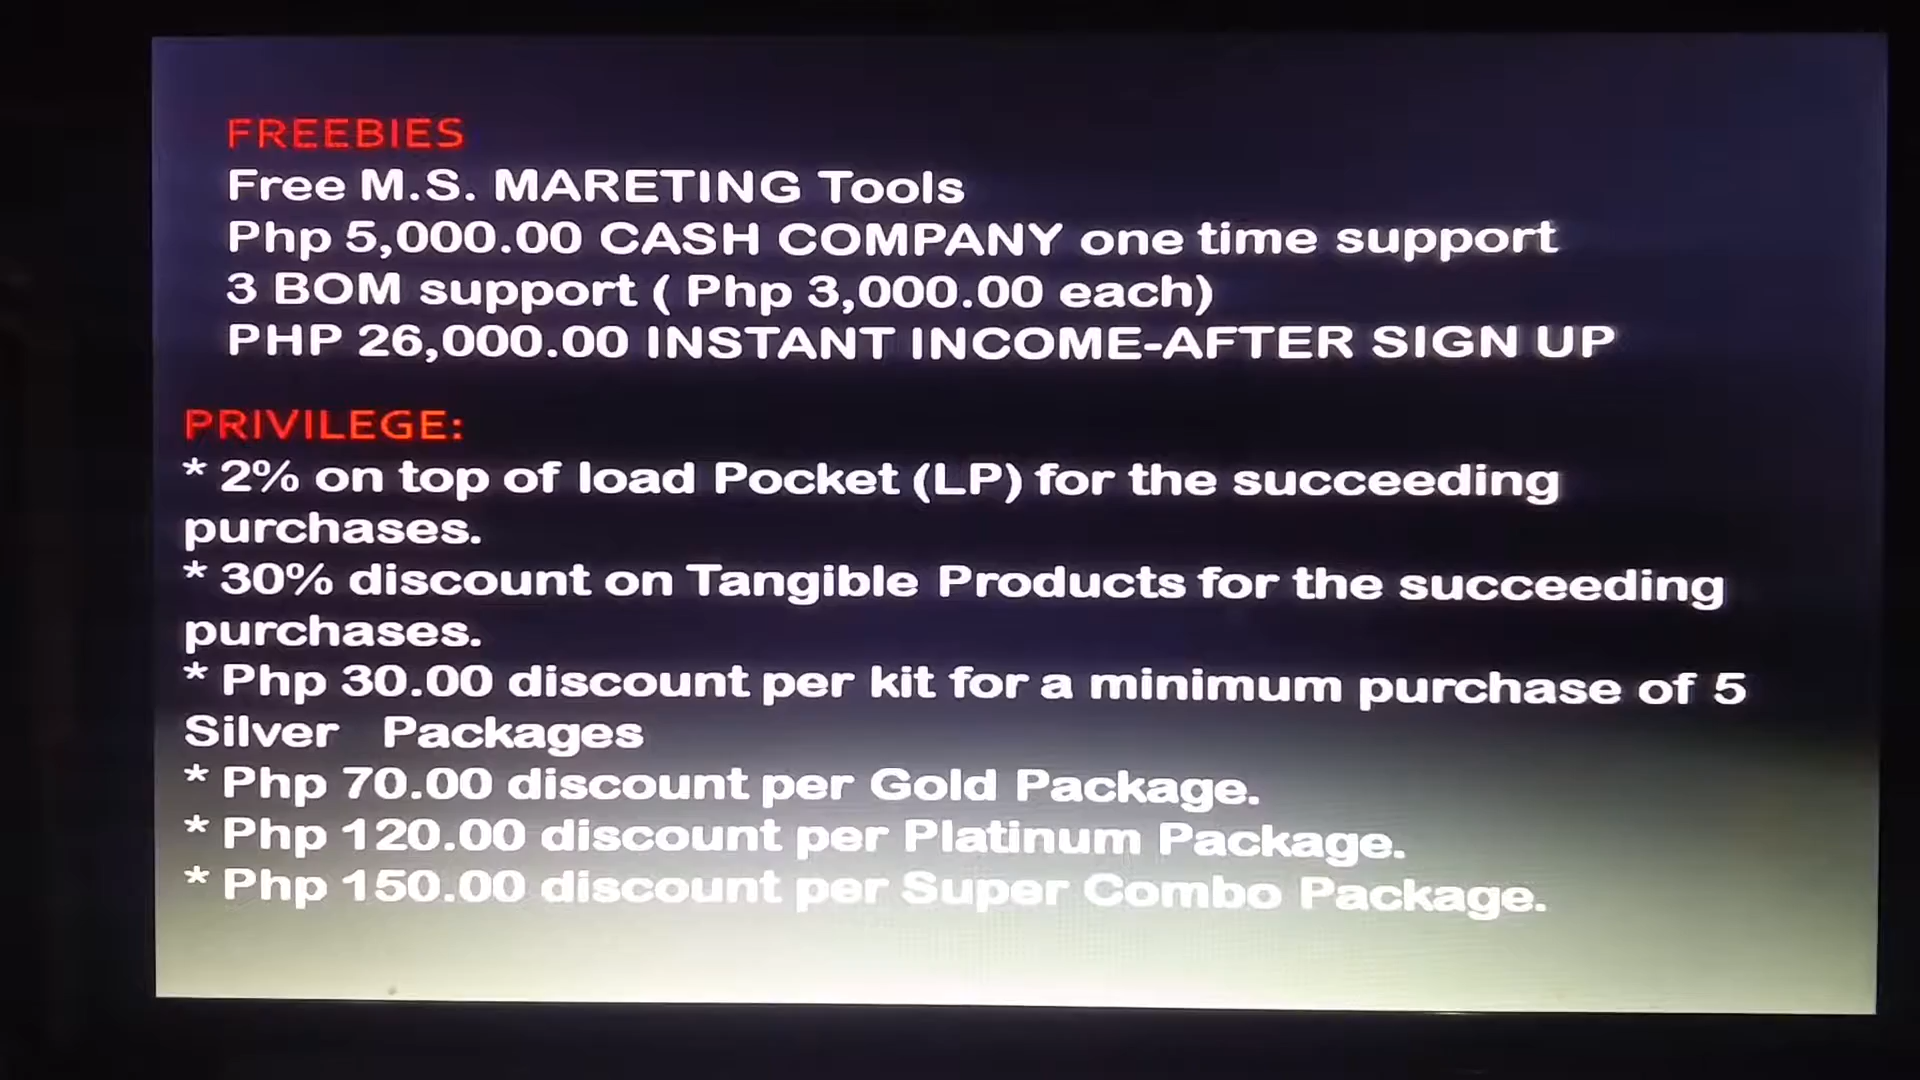 FREEBIES
Free M.S. MARETING Tools
Php 5,000.00 CASH COMPANY one time support
3 BOM support ( Php 3,000.00 each)
PHP 26,000.00 INSTANT INCOME-AFTER SIGN UP
PRIVILEGE:
* 2% on top of load Pocket (LP) for the succeeding
purchases.
* 30% discount on Tangible Products for the succeeding
purchases.
* Php 30.00 discount per kit for a minimum purchase of 5
Silver Packages
* Php 70.00 discount per Gold Package.
* Php 120.00 discount per Platinum Package.
* Php 150.00 discount per Super Combo Package.